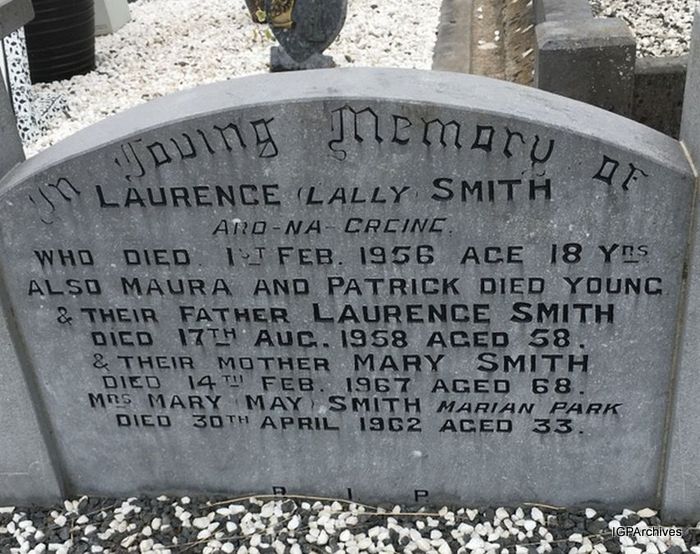 In Loving Memory of
LAURENCE (LALLY) SMITH
ARD-NA-GREINE.
WHO DIED 1ST FEB. 1956 AGE 18 YRS
ALSO MAURA AND PATRICK DIED YOUNG
& THEIR FATHER LAURENCE SMITH
DIED 17TH AUG. 1958 AGED 58.
& THEIR MOTHER MARY SMITH
DIED 14TH FEB. 1967 AGED 68.
MRS MARY (MAY) SMITH MARIAN PARK
DIED 30TH APRIL 1962 AGED 33.
R I P
IGPArchives